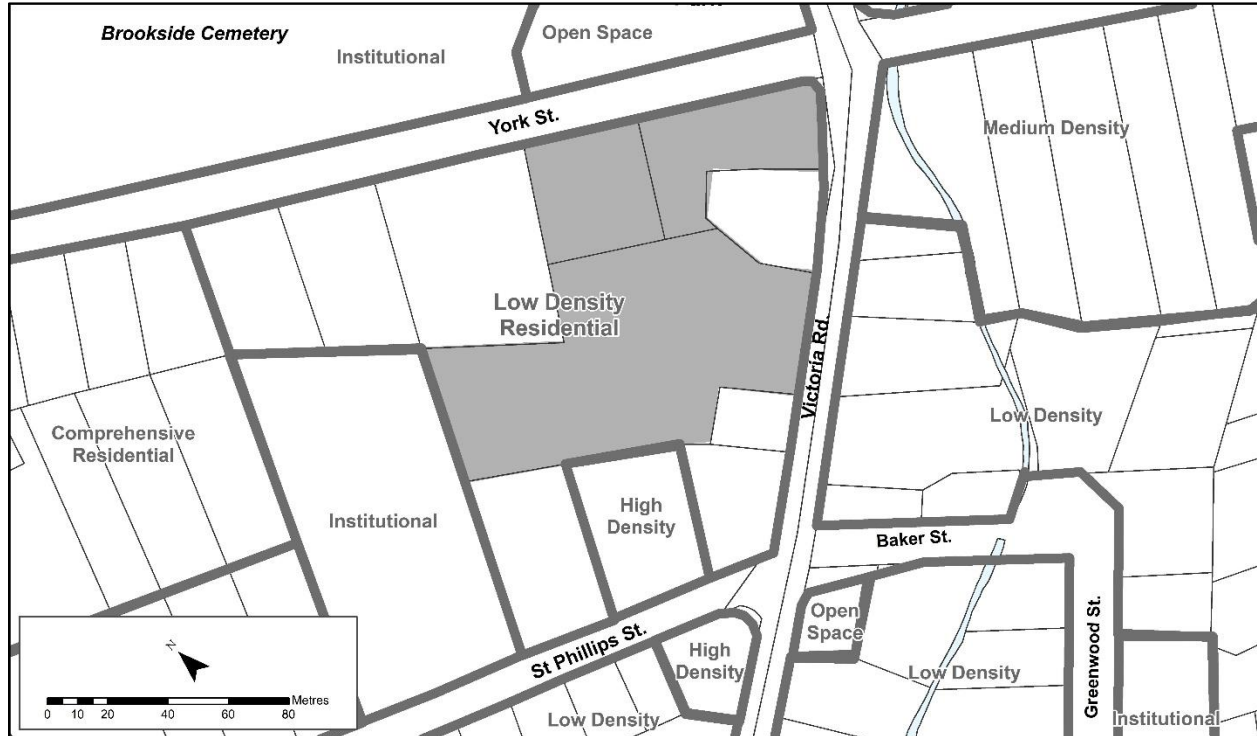 Brookside Cemetery
Institutional
Open Space
York St.
Medium Density
Low Density
Residential
Victoria Rd.
Low Density
Comprehensive
Residential
Institutional
High
Density
Baker St.
Open
Space
St Phillips St.
High
Density
Low Density
Low Density
Greenwood St.
Institutional
N
Metres
0 10 20 40 60 80